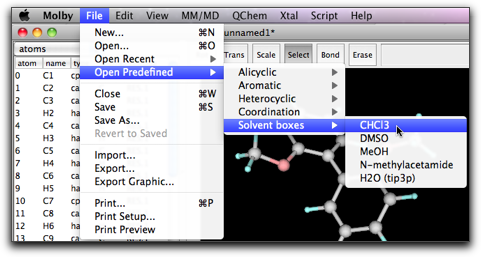 Molby File Edit View MM/MD QChem Xtal Script Help
unnamed1*
atoms
Trans Scale Select Bond Erase
atom name ty
0 C1 cp
1 C2 ca
2 H2 ha
3 C3 ca
4 H3 ha
5 C4 ca
6 H4 ha
7 C5 ca
8 H5 ha
9 C6 cp
10 C7 cp
11 C8 ca
12 H6 ha
13 C9 ca
New... ⌘N
Open... ⌘O
Open Recent ▶
Open Predefined ▶
Close ⌘W
Save ⌘S
Save As...
Revert to Saved
Import...
Export...
Export Graphic...
Print... ⌘P
Print Setup...
Print Preview
Alicyclic ▶
Aromatic ▶
Heterocyclic ▶
Coordination ▶
Solvent boxes ▶
CHCl3
DMSO
MeOH
N-methylacetamide
H2O (tip3p)